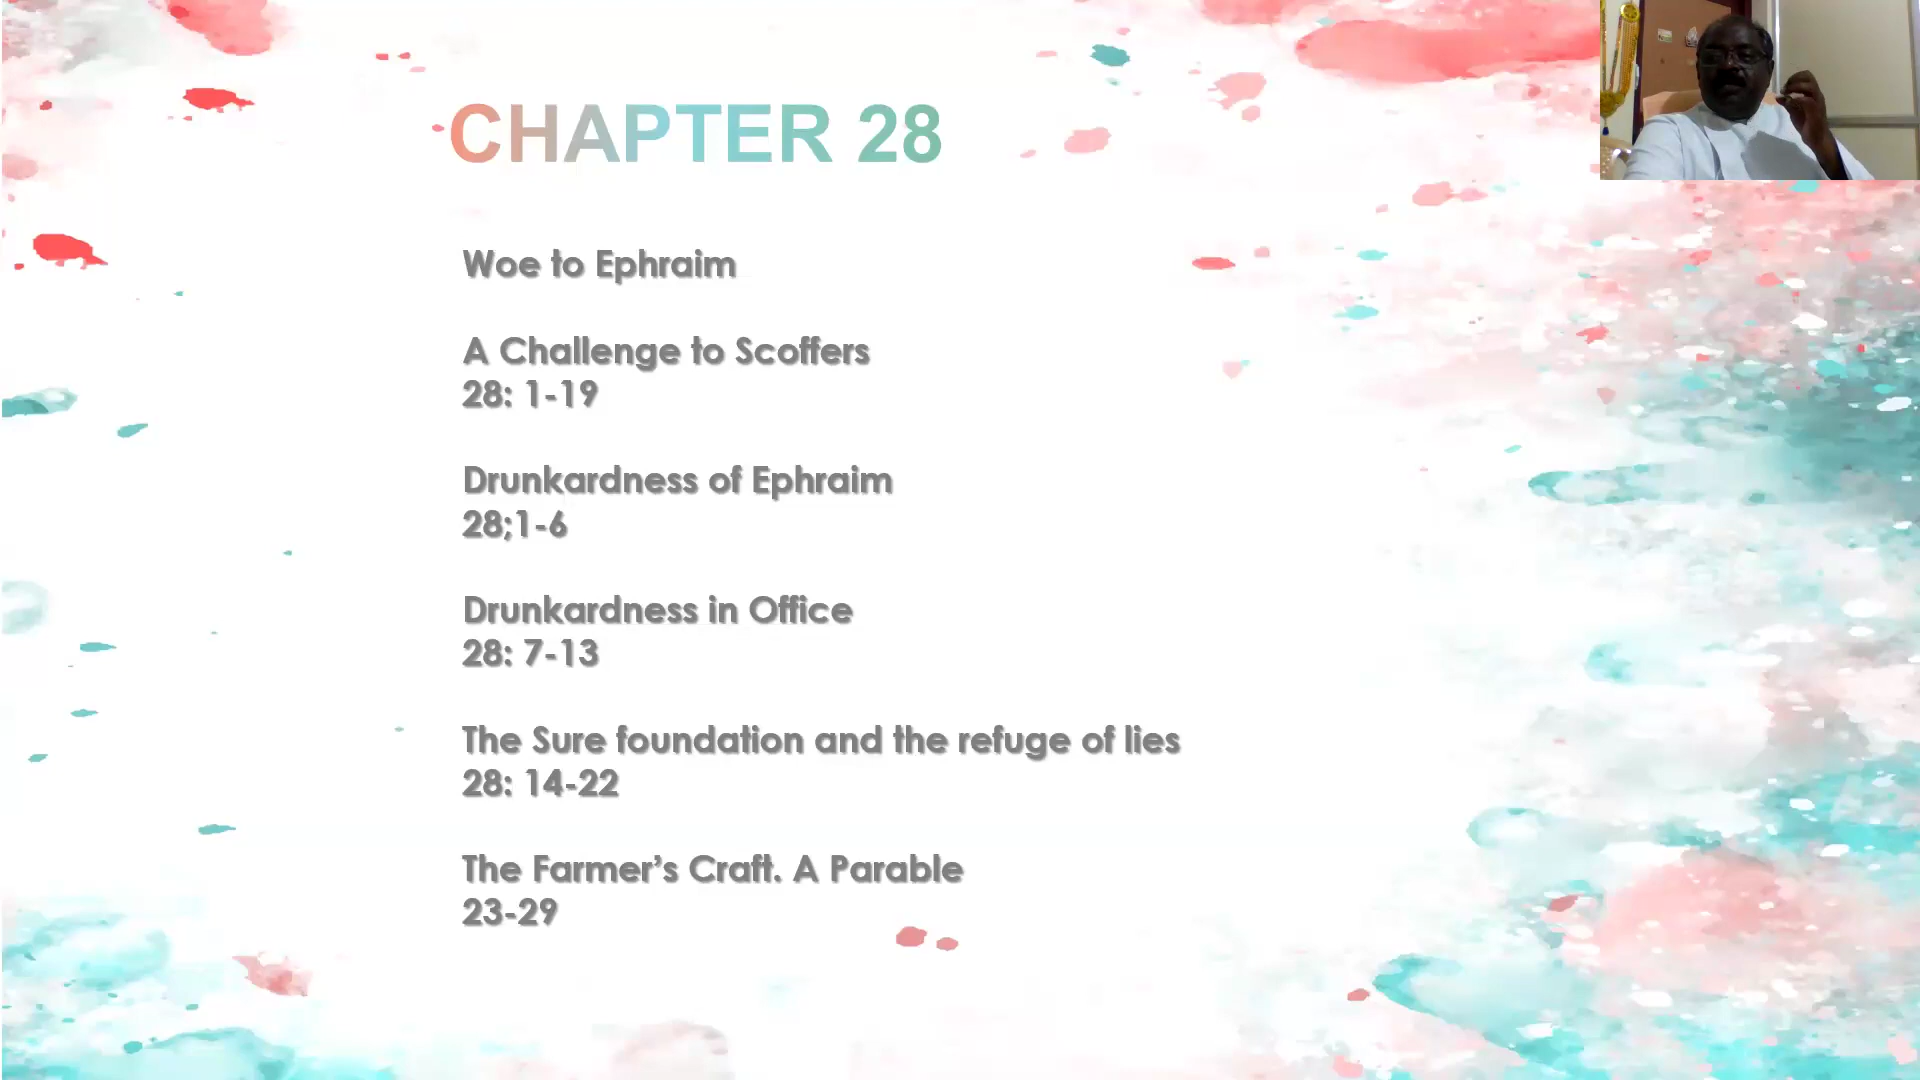 CHAPTER 28
Woe to Ephraim
A Challenge to Scoffers
28: 1-19
Drunkardness of Ephraim
28;1-6
Drunkardness in Office
28: 7-13
The Sure foundation and the refuge of lies
28: 14-22
The Farmer’s Craft. A Parable
23-29